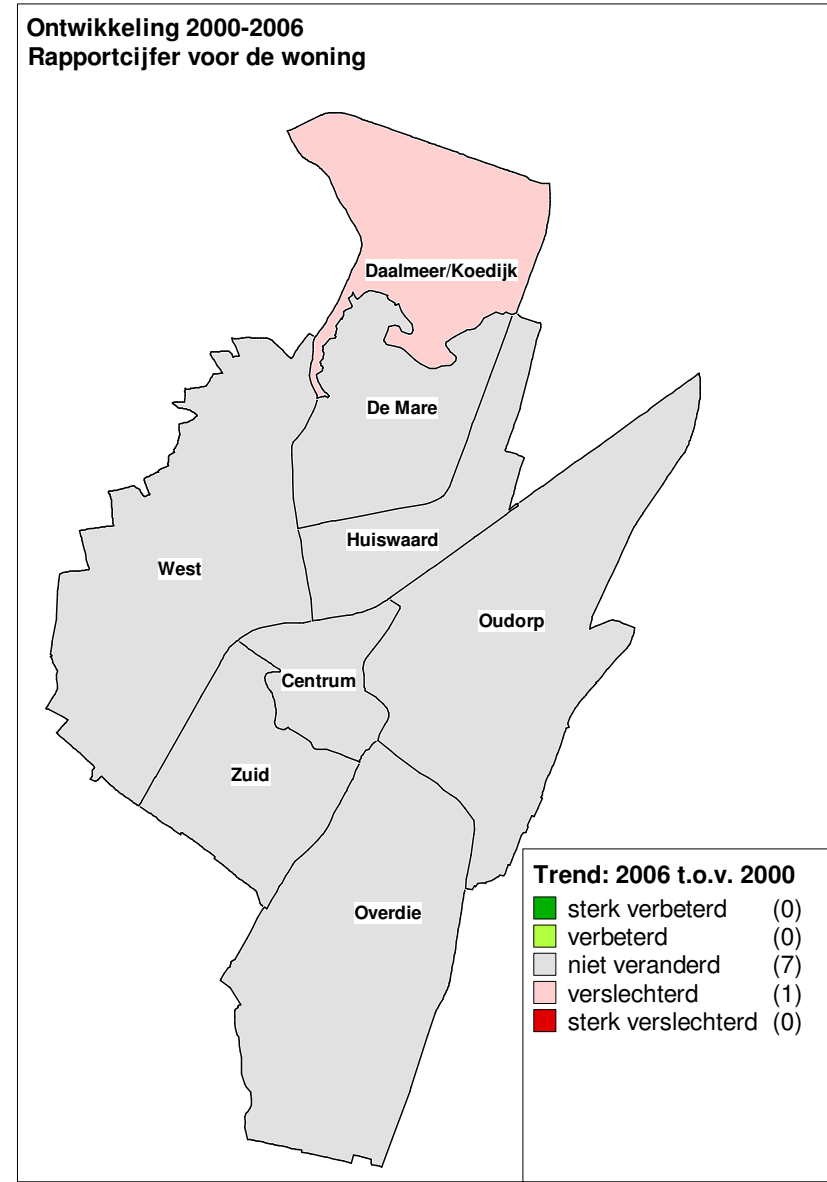 Ontwikkeling 2000-2006
Rapportcijfer voor de woning
Daalmeer/Koedijk
De Mare
Huiswaard
West
Oudorp
Centrum
Zuid
Overdie
Trend: 2006 t.o.v. 2000
sterk verbeterd (0)
verbeterd (0)
niet veranderd (7)
verslechterd (1)
sterk verslechterd (0)